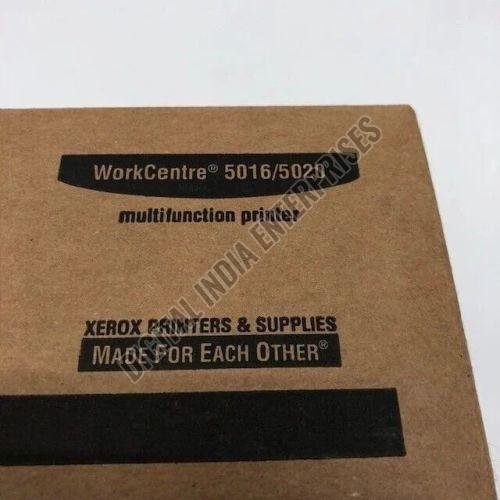 WorkCentre® 5016/5020
multifunction printer
XEROX PRINTERS & SUPPLIES
MADE FOR EACH OTHER®
DIGITAL INDIA ENTERPRISES